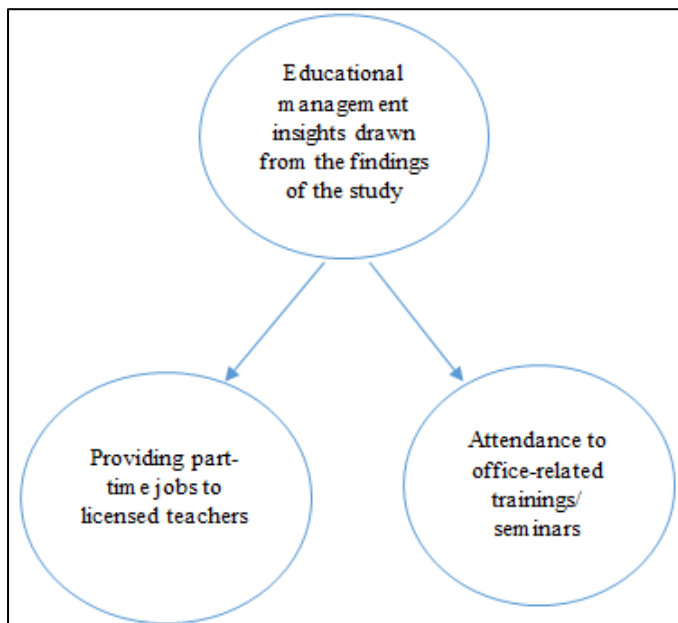 Educational
management
insights drawn
from the findings
of the study
Providing part-
time jobs to
licensed teachers
Attendance to
office-related
trainings/
seminars